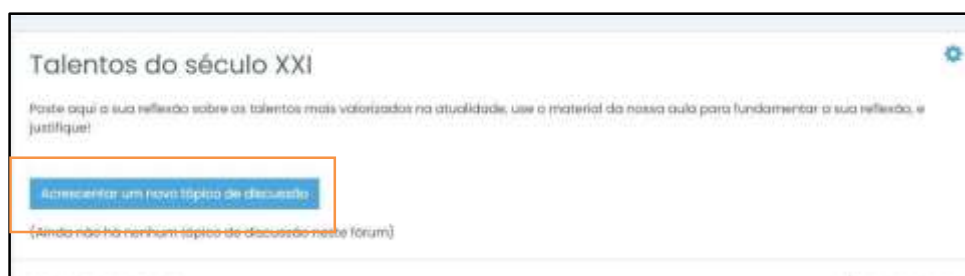 Talentos do século XXI
Poste aqui a sua reflexão sobre os talentos mais valorizados na atualidade, use o material da nossa aula para fundamentar a sua reflexão, e
justifique!
Acrescentar um novo tópico de discussão
(Ainda não há nenhum tópico de discussão neste fórum)